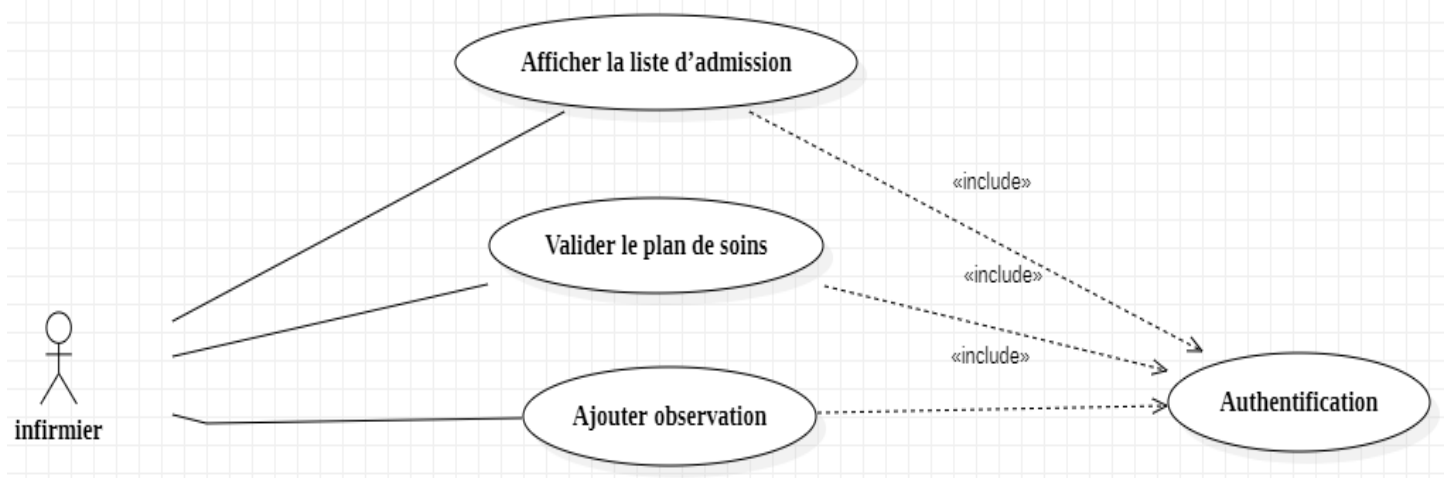 Afficher la liste d’admission
«include»
Valider le plan de soins
«include»
«include»
Ajouter observation
Authentification
infirmier